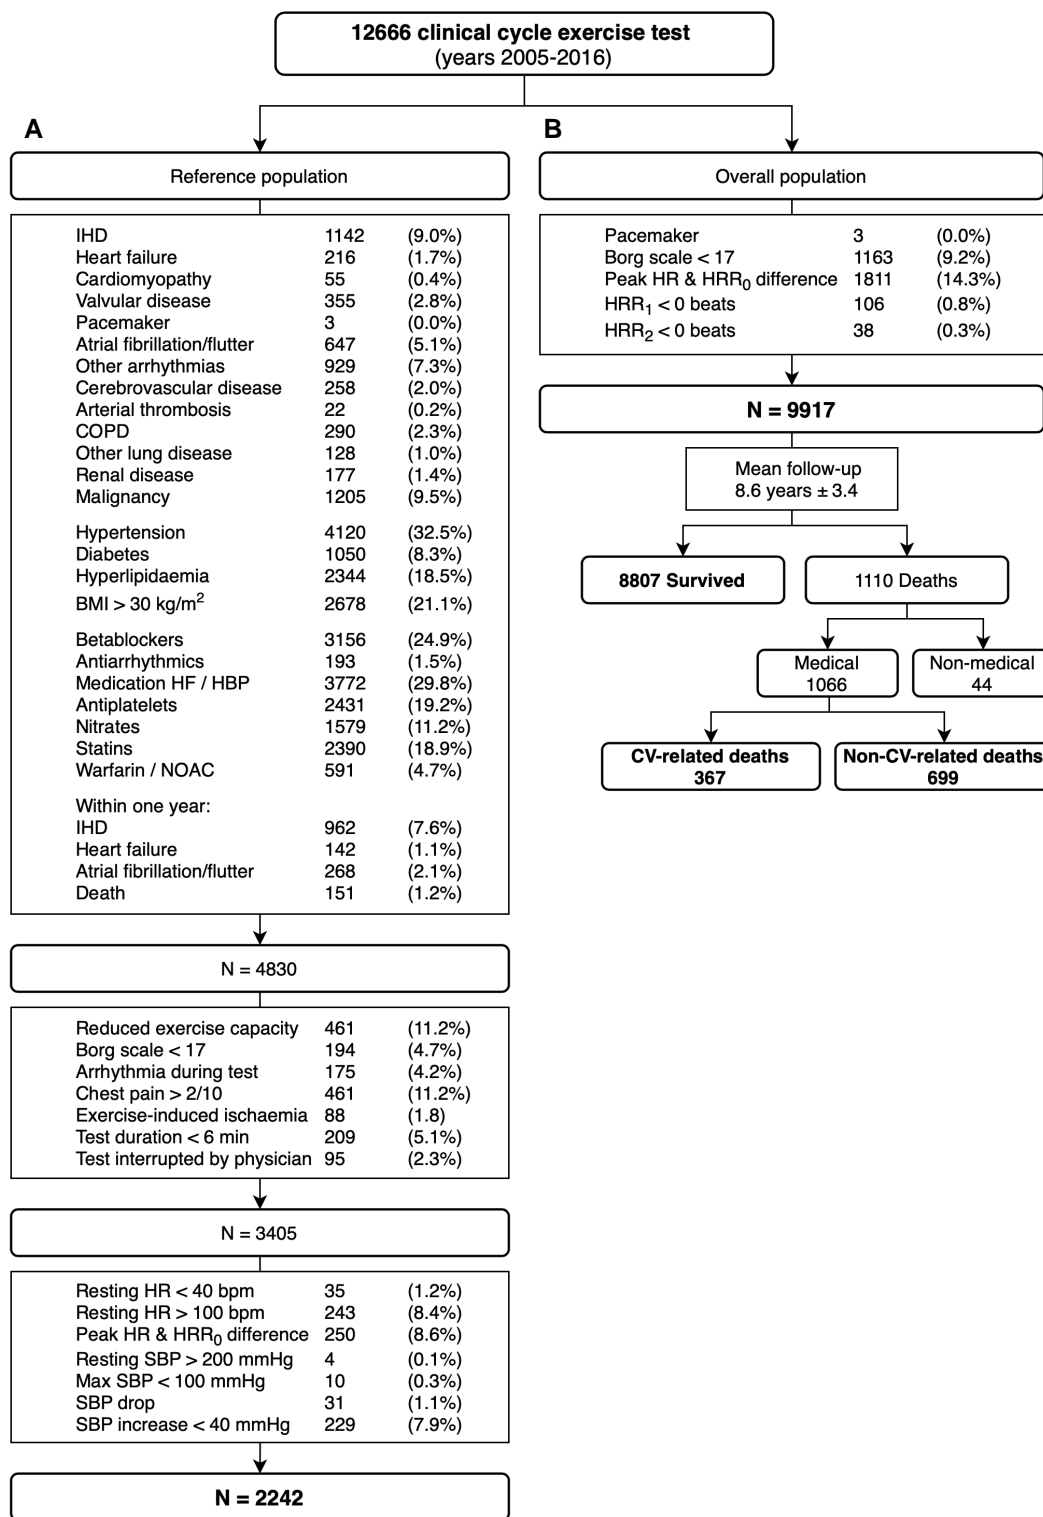 12666 clinical cycle exercise test
(years 2005-2016)
A
Reference population
IHD 1142 (9.0%)
Heart failure 216 (1.7%)
Cardiomyopathy 55 (0.4%)
Valvular disease 355 (2.8%)
Pacemaker 3 (0.0%)
Atrial fibrillation/flutter 647 (5.1%)
Other arrhythmias 929 (7.3%)
Cerebrovascular disease 258 (2.0%)
Arterial thrombosis 22 (0.2%)
COPD 290 (2.3%)
Other lung disease 128 (1.0%)
Renal disease 177 (1.4%)
Malignancy 1205 (9.5%)
Hypertension 4120 (32.5%)
Diabetes 1050 (8.3%)
Hyperlipidaemia 2344 (18.5%)
BMI > 30 kg/m² 2678 (21.1%)
Betablockers 3156 (24.9%)
Antiarrhythmics 193 (1.5%)
Medication HF / HBP 3772 (29.8%)
Antiplatelets 2431 (19.2%)
Nitrates 1579 (11.2%)
Statins 2390 (18.9%)
Warfarin / NOAC 591 (4.7%)
Within one year:
IHD 962 (7.6%)
Heart failure 142 (1.1%)
Atrial fibrillation/flutter 268 (2.1%)
Death 151 (1.2%)
N = 4830
Reduced exercise capacity 461 (11.2%)
Borg scale < 17 194 (4.7%)
Arrhythmia during test 175 (4.2%)
Chest pain > 2/10 461 (11.2%)
Exercise-induced ischaemia 88 (1.8)
Test duration < 6 min 209 (5.1%)
Test interrupted by physician 95 (2.3%)
N = 3405
Resting HR < 40 bpm 35 (1.2%)
Resting HR > 100 bpm 243 (8.4%)
Peak HR & HRR₀ difference 250 (8.6%)
Resting SBP > 200 mmHg 4 (0.1%)
Max SBP < 100 mmHg 10 (0.3%)
SBP drop 31 (1.1%)
SBP increase < 40 mmHg 229 (7.9%)
N = 2242
B
Overall population
Pacemaker 3 (0.0%)
Borg scale < 17 1163 (9.2%)
Peak HR & HRR₀ difference 1811 (14.3%)
HRR₁ < 0 beats 106 (0.8%)
HRR₂ < 0 beats 38 (0.3%)
N = 9917
Mean follow-up
8.6 years ± 3.4
8807 Survived
1110 Deaths
Medical
1066
Non-medical
44
CV-related deaths
367
Non-CV-related deaths
699